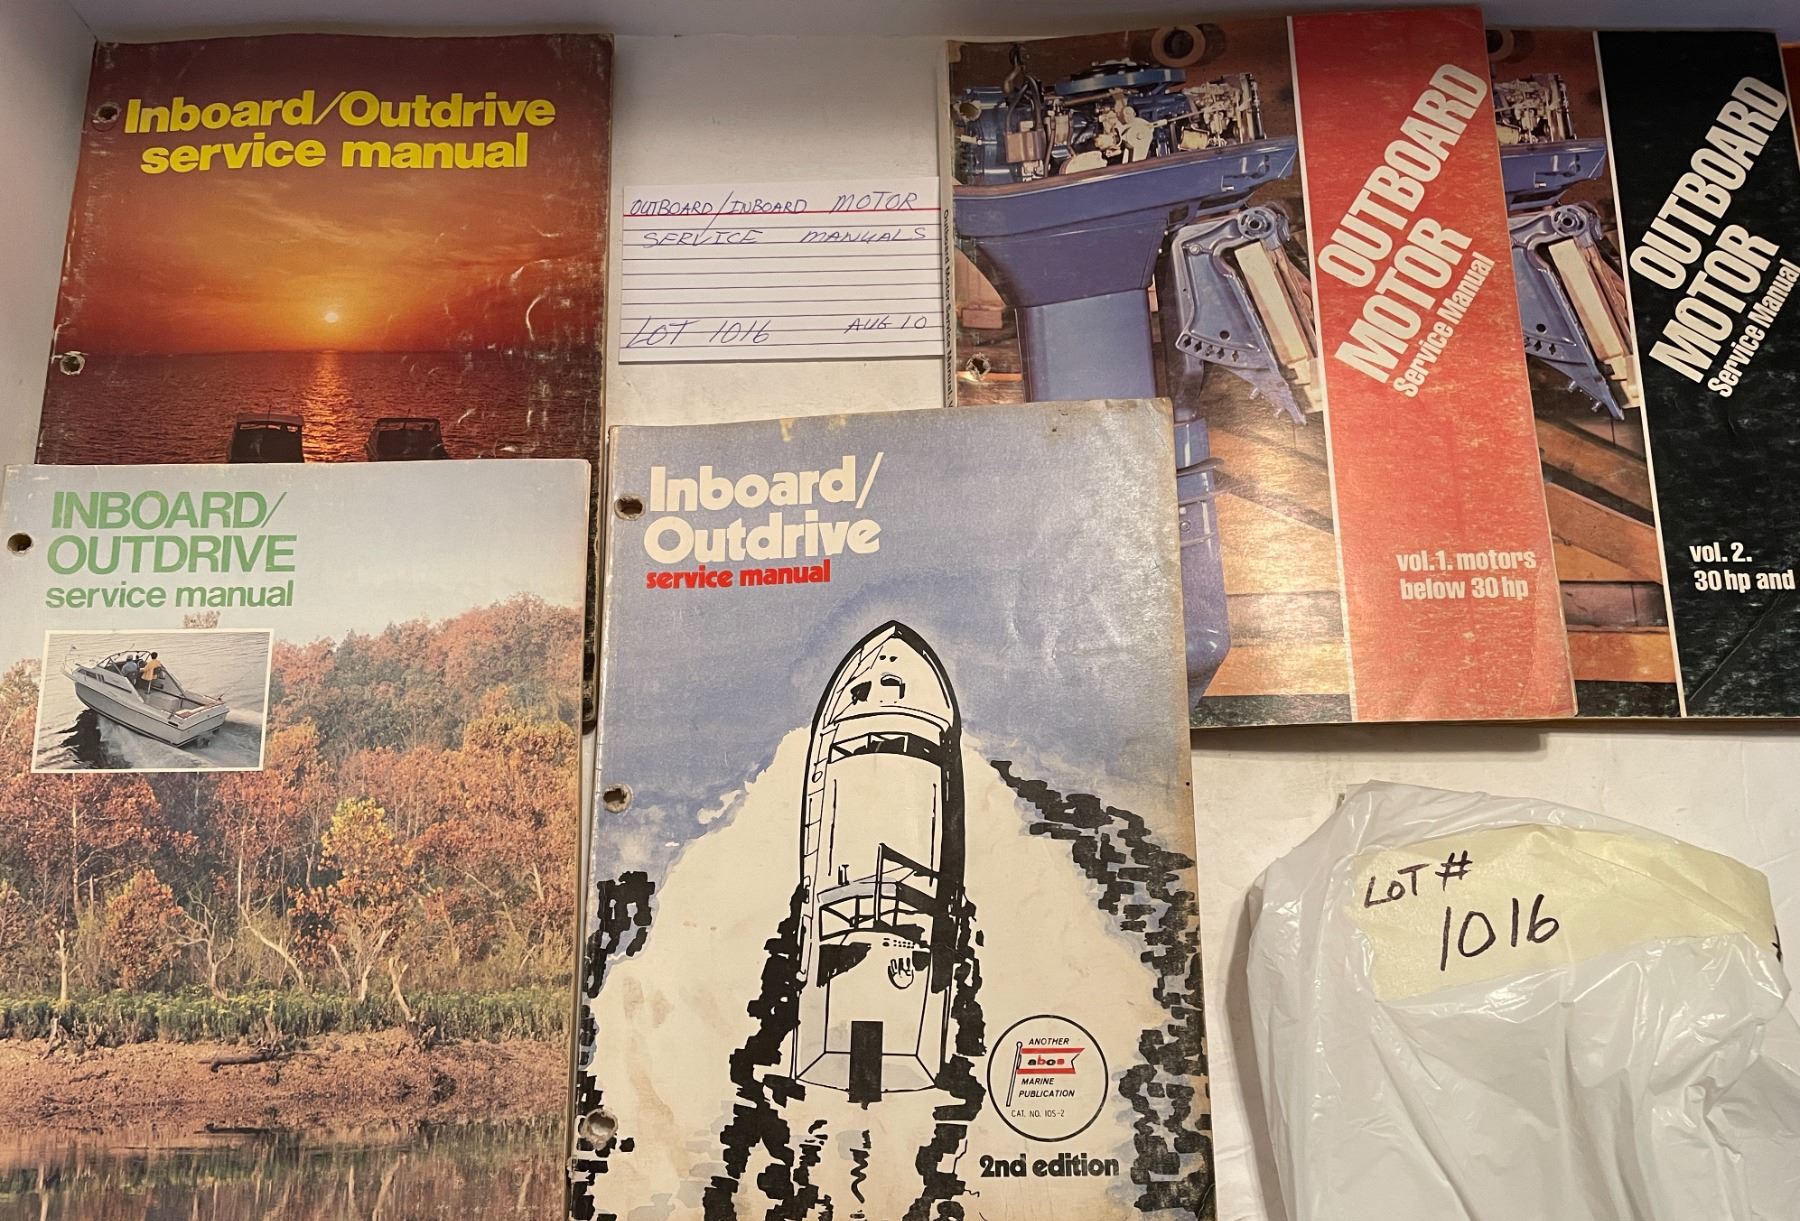 Inboard/Outdrive
service manual
OUTBOARD/INBOARD MOTOR
SERVICE MANUALS
LOT 1016 AUG 10
OUTBOARD
MOTOR
Service Manual
vol.1. motors
below 30 hp
OUTBOARD
MOTOR
Service Manual
vol. 2.
30 hp and
INBOARD/
OUTDRIVE
service manual
Inboard/
Outdrive
service manual
ANOTHER
abos
MARINE
PUBLICATION
CAT. NO. IOS-2
2nd edition
LOT #
1016